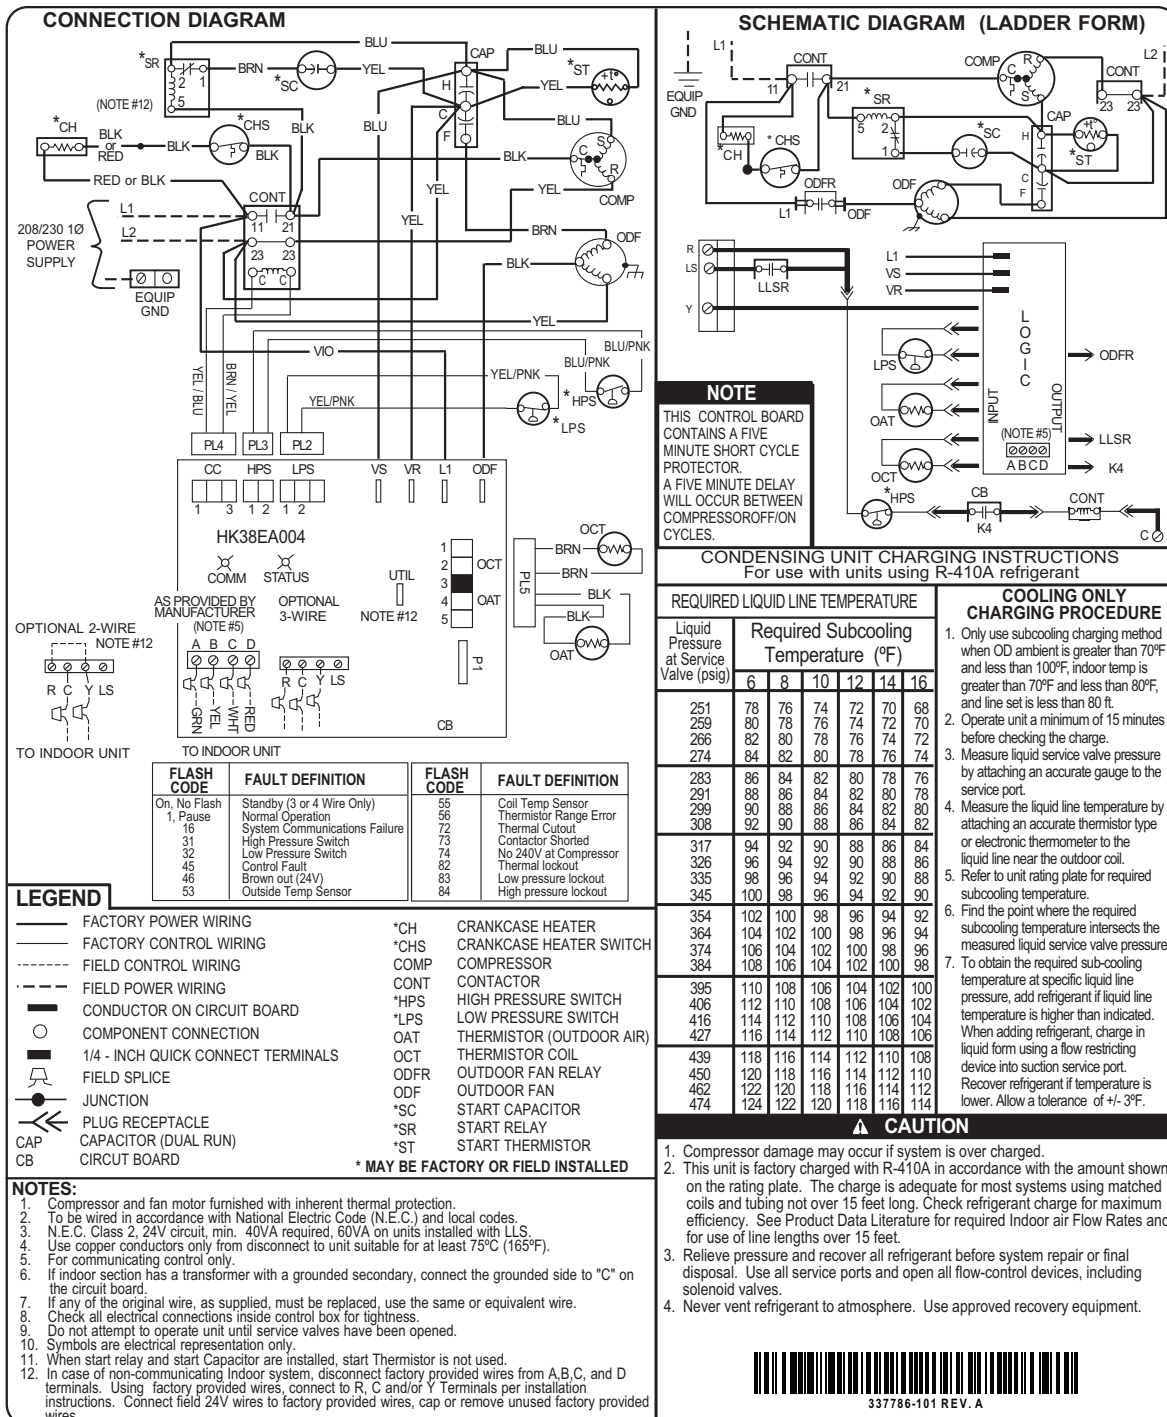 CONNECTION DIAGRAM
BLU
CAP
BLU
*SR
2
1
5
BRN
*SC
YEL
H
C
F
YEL
*ST
+t°
(NOTE #12)
*CH
BLK
or
RED
BLK
*CHS
BLK
BLK
BLU
BLU
BLK
C
S
R
COMP
RED or BLK
CONT
YEL
YEL
YEL
L1
L2
11
21
23
23
C
C
208/230 1Ø
POWER
SUPPLY
EQUIP
GND
BRN
ODF
BLK
YEL
VIO
BLU/PNK
BLU/PNK
YEL/PNK
YEL/PNK
*HPS
*LPS
YEL / BLU
BRN / YEL
PL4
PL3
PL2
CC
HPS
LPS
VS
VR
L1
ODF
1
3
1 2
1 2
HK38EA004
COMM
STATUS
UTIL
NOTE #12
1
2
3
4
5
OCT
OAT
PL5
P1
OCT
BRN
BRN
BLK
BLK
OAT
AS PROVIDED BY
MANUFACTURER
(NOTE #5)
OPTIONAL
3-WIRE
A B C D
R C Y LS
GRN
YEL
WHT
RED
OPTIONAL 2-WIRE
NOTE #12
R C Y LS
TO INDOOR UNIT
TO INDOOR UNIT
CB
FLASH CODE FAULT DEFINITION
On, No Flash Standby (3 or 4 Wire Only)
1, Pause Normal Operation
16 System Communications Failure
31 High Pressure Switch
32 Low Pressure Switch
45 Control Fault
46 Brown out (24V)
53 Outside Temp Sensor
FLASH CODE FAULT DEFINITION
55 Coil Temp Sensor
56 Thermistor Range Error
72 Thermal Cutout
73 Contactor Shorted
74 No 240V at Compressor
82 Thermal lockout
83 Low pressure lockout
84 High pressure lockout
LEGEND
FACTORY POWER WIRING
FACTORY CONTROL WIRING
FIELD CONTROL WIRING
FIELD POWER WIRING
CONDUCTOR ON CIRCUIT BOARD
COMPONENT CONNECTION
1/4 - INCH QUICK CONNECT TERMINALS
FIELD SPLICE
JUNCTION
PLUG RECEPTACLE
CAP CAPACITOR (DUAL RUN)
CB CIRCUT BOARD
*CH CRANKCASE HEATER
*CHS CRANKCASE HEATER SWITCH
COMP COMPRESSOR
CONT CONTACTOR
*HPS HIGH PRESSURE SWITCH
*LPS LOW PRESSURE SWITCH
OAT THERMISTOR (OUTDOOR AIR)
OCT THERMISTOR COIL
ODFR OUTDOOR FAN RELAY
ODF OUTDOOR FAN
*SC START CAPACITOR
*SR START RELAY
*ST START THERMISTOR
* MAY BE FACTORY OR FIELD INSTALLED
NOTES:
1. Compressor and fan motor furnished with inherent thermal protection.
2. To be wired in accordance with National Electric Code (N.E.C.) and local codes.
3. N.E.C. Class 2, 24V circuit, min. 40VA required, 60VA on units installed with LLS.
4. Use copper conductors only from disconnect to unit suitable for at least 75ºC (165ºF).
5. For communicating control only.
6. If indoor section has a transformer with a grounded secondary, connect the grounded side to "C" on
the circuit board.
7. If any of the original wire, as supplied, must be replaced, use the same or equivalent wire.
8. Check all electrical connections inside control box for tightness.
9. Do not attempt to operate unit until service valves have been opened.
10. Symbols are electrical representation only.
11. When start relay and start Capacitor are installed, start Thermistor is not used.
12. In case of non-communicating Indoor system, disconnect factory provided wires from A,B,C, and D
terminals. Using factory provided wires, connect to R, C and/or Y Terminals per installation
instructions. Connect field 24V wires to factory provided wires, cap or remove unused factory provided
wires
SCHEMATIC DIAGRAM (LADDER FORM)
L1
EQUIP
GND
CONT
11
21
COMP
R
C
S
CONT
23
23
L2
*SR
5
2
1
CAP
H
C
F
+t°
*ST
*CH
*CHS
*SC
ODFR
L1
ODF
ODF
R
LS
Y
LLSR
L1
VS
VR
LOGIC
INPUT
OUTPUT
LPS
OAT
OCT
(NOTE #5)
A B C D
ODFR
LLSR
K4
*HPS
CB
K4
CONT
C
NOTE
THIS CONTROL BOARD
CONTAINS A FIVE
MINUTE SHORT CYCLE
PROTECTOR.
A FIVE MINUTE DELAY
WILL OCCUR BETWEEN
COMPRESSOROFF/ON
CYCLES.
CONDENSING UNIT CHARGING INSTRUCTIONS
For use with units using R-410A refrigerant
REQUIRED LIQUID LINE TEMPERATURE
Liquid
Pressure
at Service
Valve (psig)
Required Subcooling
Temperature (ºF)
6 8 10 12 14 16
251 78 76 74 72 70 68
259 80 78 76 74 72 70
266 82 80 78 76 74 72
274 84 82 80 78 76 74
283 86 84 82 80 78 76
291 88 86 84 82 80 78
299 90 88 86 84 82 80
308 92 90 88 86 84 82
317 94 92 90 88 86 84
326 96 94 92 90 88 86
335 98 96 94 92 90 88
345 100 98 96 94 92 90
354 102 100 98 96 94 92
364 104 102 100 98 96 94
374 106 104 102 100 98 96
384 108 106 104 102 100 98
395 110 108 106 104 102 100
406 112 110 108 106 104 102
416 114 112 110 108 106 104
427 116 114 112 110 108 106
439 118 116 114 112 110 108
450 120 118 116 114 112 110
462 122 120 118 116 114 112
474 124 122 120 118 116 114
COOLING ONLY
CHARGING PROCEDURE
1. Only use subcooling charging method
when OD ambient is greater than 70ºF
and less than 100ºF, indoor temp is
greater than 70ºF and less than 80ºF,
and line set is less than 80 ft.
2. Operate unit a minimum of 15 minutes
before checking the charge.
3. Measure liquid service valve pressure
by attaching an accurate gauge to the
service port.
4. Measure the liquid line temperature by
attaching an accurate thermistor type
or electronic thermometer to the
liquid line near the outdoor coil.
5. Refer to unit rating plate for required
subcooling temperature.
6. Find the point where the required
subcooling temperature intersects the
measured liquid service valve pressure
7. To obtain the required sub-cooling
temperature at specific liquid line
pressure, add refrigerant if liquid line
temperature is higher than indicated.
When adding refrigerant, charge in
liquid form using a flow restricting
device into suction service port.
Recover refrigerant if temperature is
lower. Allow a tolerance of +/- 3ºF.
CAUTION
1. Compressor damage may occur if system is over charged.
2. This unit is factory charged with R-410A in accordance with the amount shown
on the rating plate. The charge is adequate for most systems using matched
coils and tubing not over 15 feet long. Check refrigerant charge for maximum
efficiency. See Product Data Literature for required Indoor air Flow Rates and
for use of line lengths over 15 feet.
3. Relieve pressure and recover all refrigerant before system repair or final
disposal. Use all service ports and open all flow-control devices, including
solenoid valves.
4. Never vent refrigerant to atmosphere. Use approved recovery equipment.
337786-101 REV. A